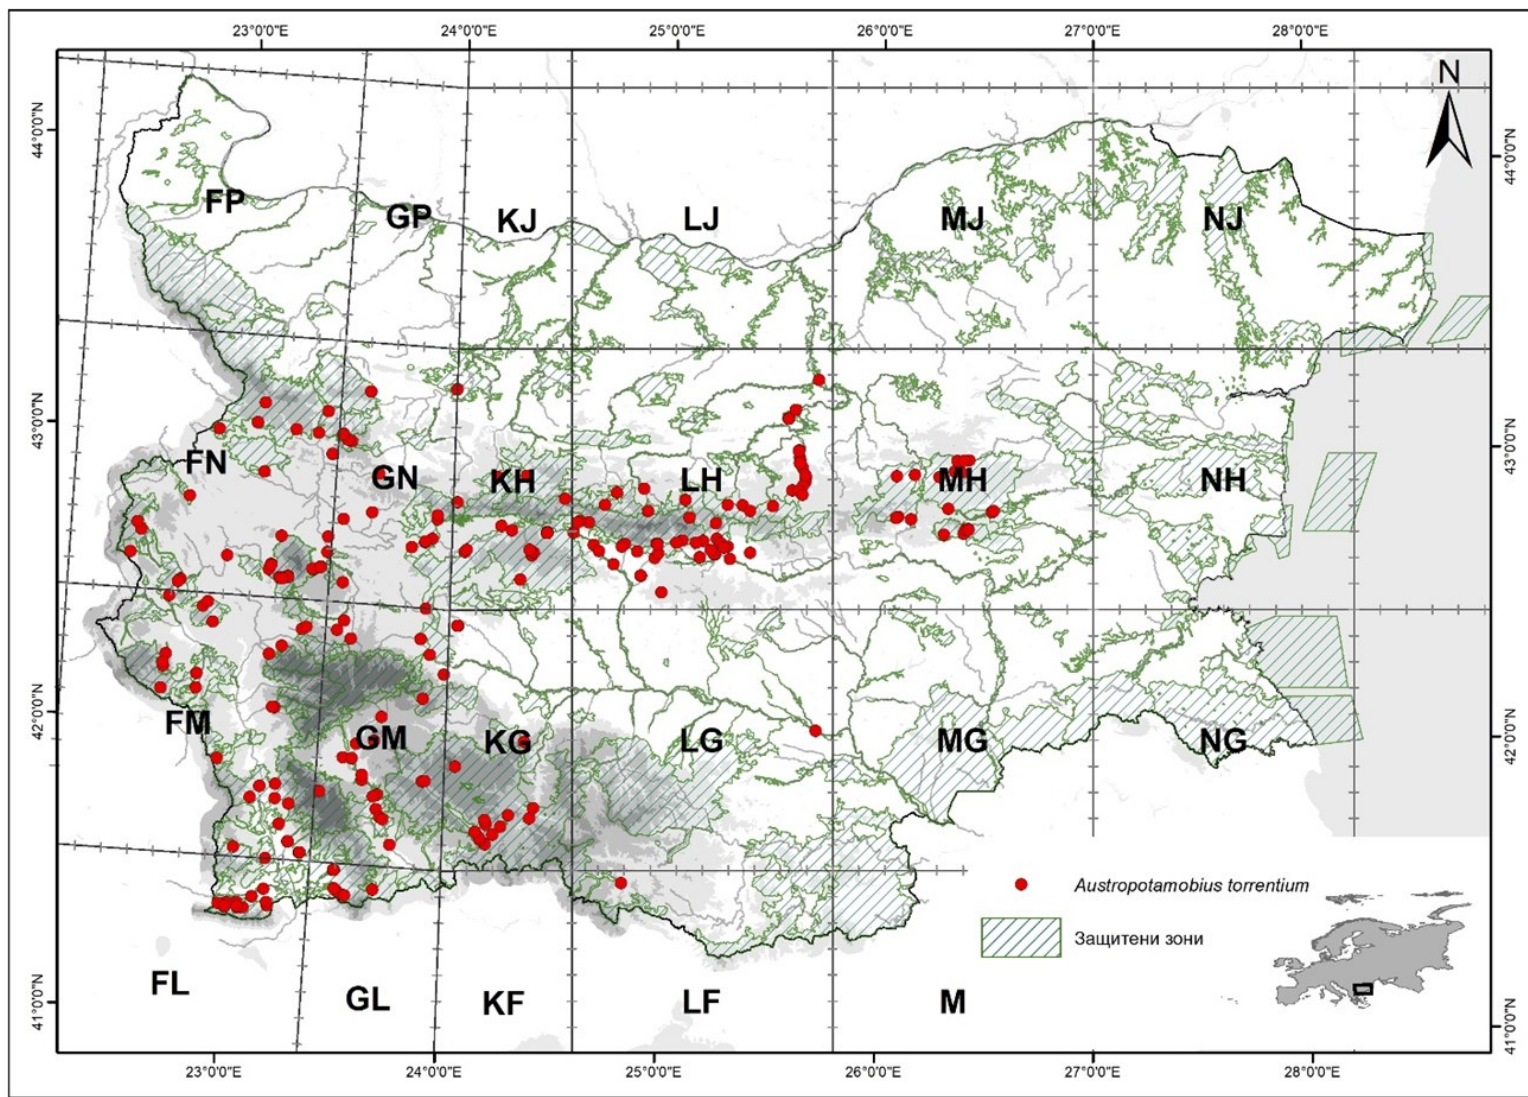 23°0'0"E 24°0'0"E 25°0'0"E 26°0'0"E 27°0'0"E 28°0'0"E
N
44°0'0"N 44°0'0"N
FP GP KJ LJ MJ NJ
43°0'0"N 43°0'0"N
FN GN KH LH MH NH
42°0'0"N 42°0'0"N
FM GM KG LG MG NG
Austropotamobius torrentium
Защитени зони
41°0'0"N 41°0'0"N
FL GL KF LF M
23°0'0"E 24°0'0"E 25°0'0"E 26°0'0"E 27°0'0"E 28°0'0"E